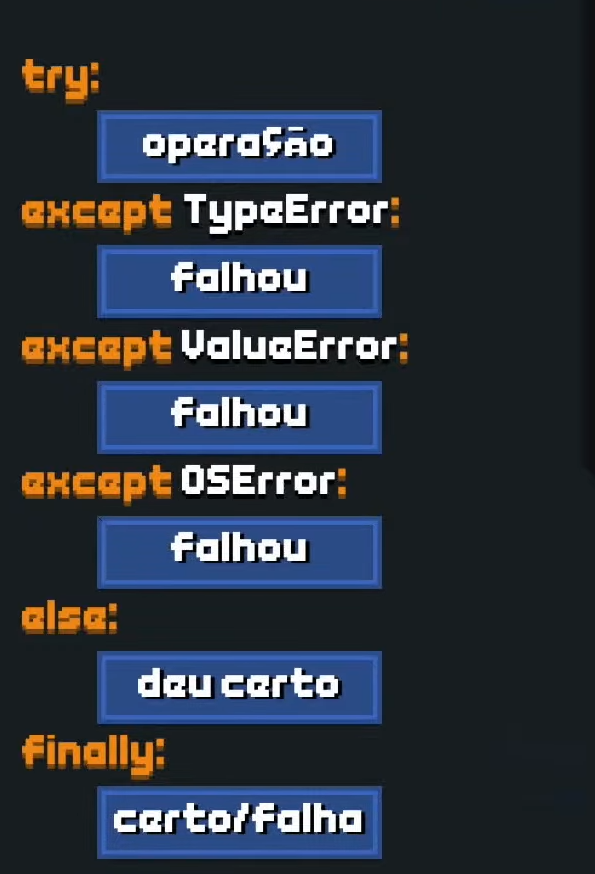 try:
operação
except TypeError:
falhou
except ValueError:
falhou
except OSError:
falhou
else:
deu certo
finally:
certo/falha